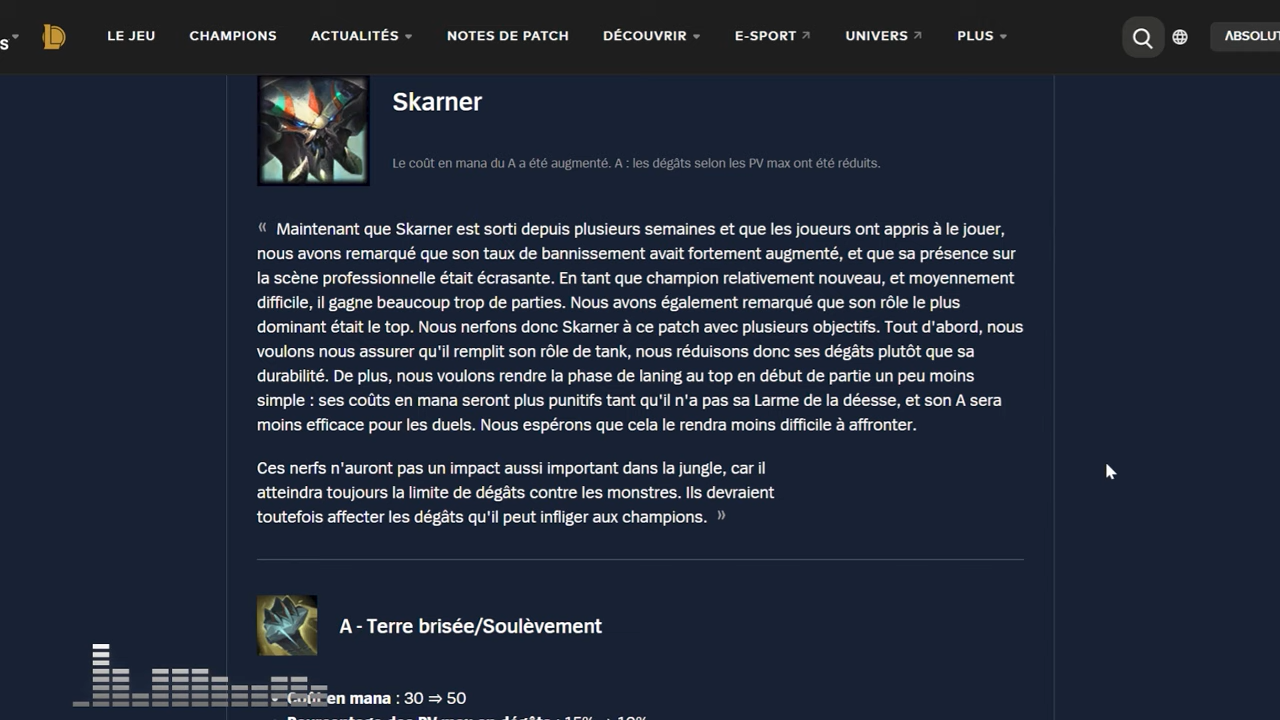 S
LE JEU CHAMPIONS ACTUALITÉS NOTES DE PATCH DÉCOUVRIR E-SPORT UNIVERS PLUS ABSOLUT
Skarner
Le coût en mana du A a été augmenté. A : les dégâts selon les PV max ont été réduits.
« Maintenant que Skarner est sorti depuis plusieurs semaines et que les joueurs ont appris à le jouer,
nous avons remarqué que son taux de bannissement avait fortement augmenté, et que sa présence sur
la scène professionnelle était écrasante. En tant que champion relativement nouveau, et moyennement
difficile, il gagne beaucoup trop de parties. Nous avons également remarqué que son rôle le plus
dominant était le top. Nous nerfons donc Skarner à ce patch avec plusieurs objectifs. Tout d'abord, nous
voulons nous assurer qu'il remplit son rôle de tank, nous réduisons donc ses dégâts plutôt que sa
durabilité. De plus, nous voulons rendre la phase de laning au top en début de partie un peu moins
simple : ses coûts en mana seront plus punitifs tant qu'il n'a pas sa Larme de la déesse, et son A sera
moins efficace pour les duels. Nous espérons que cela le rendra moins difficile à affronter.
Ces nerfs n'auront pas un impact aussi important dans la jungle, car il
atteindra toujours la limite de dégâts contre les monstres. Ils devraient
toutefois affecter les dégâts qu'il peut infliger aux champions. »
A - Terre brisée/Soulèvement
Coût en mana : 30 ⇒ 50